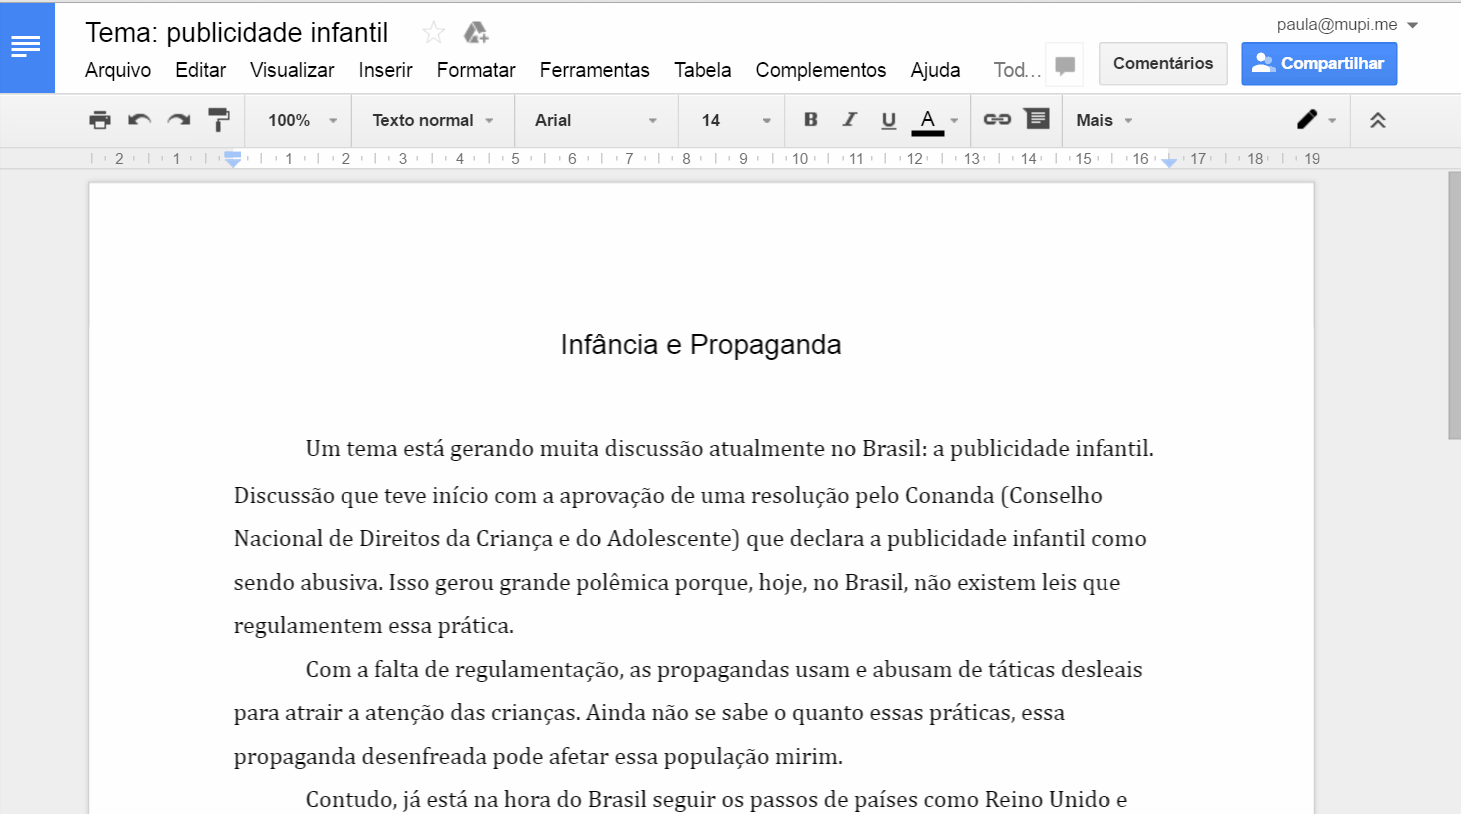 Tema: publicidade infantil
paula@mupi.me
Arquivo Editar Visualizar Inserir Formatar Ferramentas Tabela Complementos Ajuda Tod...
Comentários
Compartilhar
100% Texto normal Arial 14 B I U A Mais
2 1 1 2 3 4 5 6 7 8 9 10 11 12 13 14 15 16 17 18 19
Infância e Propaganda
Um tema está gerando muita discussão atualmente no Brasil: a publicidade infantil.
Discussão que teve início com a aprovação de uma resolução pelo Conanda (Conselho
Nacional de Direitos da Criança e do Adolescente) que declara a publicidade infantil como
sendo abusiva. Isso gerou grande polêmica porque, hoje, no Brasil, não existem leis que
regulamentem essa prática.
Com a falta de regulamentação, as propagandas usam e abusam de táticas desleais
para atrair a atenção das crianças. Ainda não se sabe o quanto essas práticas, essa
propaganda desenfreada pode afetar essa população mirim.
Contudo, já está na hora do Brasil seguir os passos de países como Reino Unido e